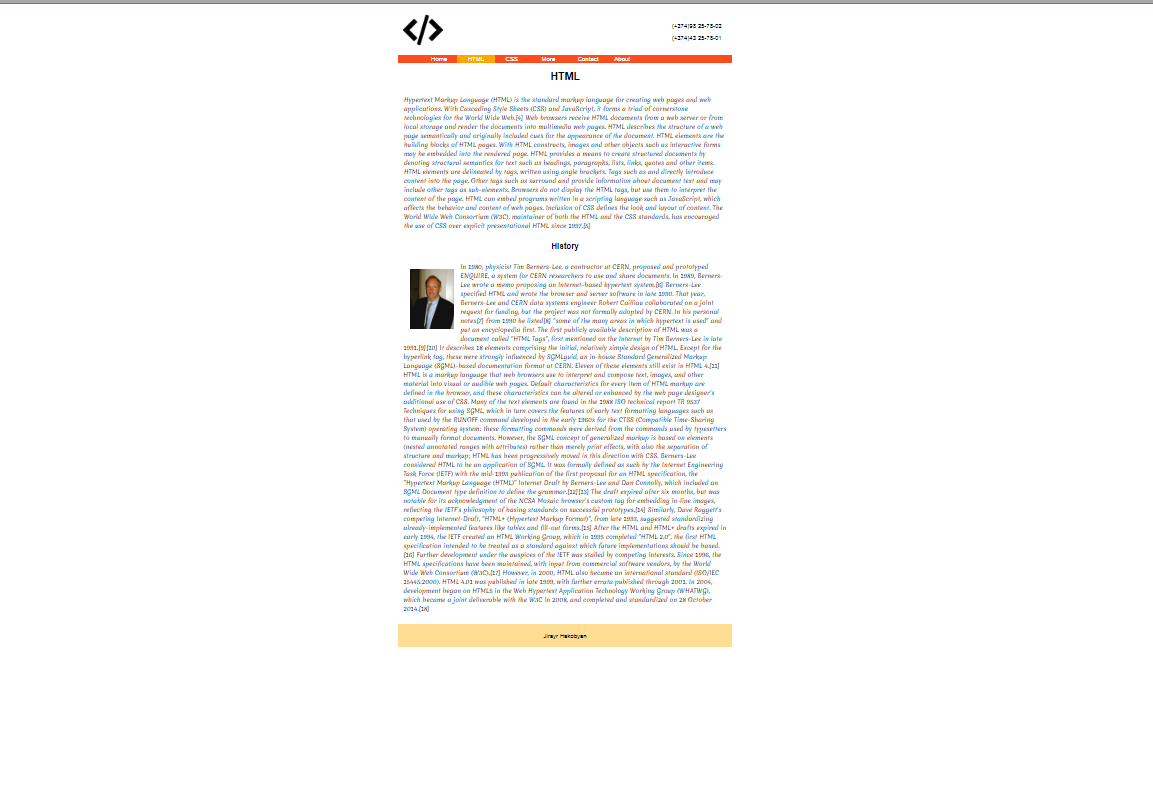 </>
(+374)98 25-78-02
(+374)43 25-78-01
Home HTML CSS More Contact About
HTML
Hypertext Markup Language (HTML) is the standard markup language for creating web pages and web
applications. With Cascading Style Sheets (CSS) and JavaScript, it forms a triad of cornerstone
technologies for the World Wide Web.[4] Web browsers receive HTML documents from a web server or from
local storage and render the documents into multimedia web pages. HTML describes the structure of a web
page semantically and originally included cues for the appearance of the document. HTML elements are the
building blocks of HTML pages. With HTML constructs, images and other objects such as interactive forms
may be embedded into the rendered page. HTML provides a means to create structured documents by
denoting structural semantics for text such as headings, paragraphs, lists, links, quotes and other items.
HTML elements are delineated by tags, written using angle brackets. Tags such as and directly introduce
content into the page. Other tags such as surround and provide information about document text and may
include other tags as sub-elements. Browsers do not display the HTML tags, but use them to interpret the
content of the page. HTML can embed programs written in a scripting language such as JavaScript, which
affects the behavior and content of web pages. Inclusion of CSS defines the look and layout of content. The
World Wide Web Consortium (W3C), maintainer of both the HTML and the CSS standards, has encouraged
the use of CSS over explicit presentational HTML since 1997.[5]
History
In 1980, physicist Tim Berners-Lee, a contractor at CERN, proposed and prototyped
ENQUIRE, a system for CERN researchers to use and share documents. In 1989, Berners-
Lee wrote a memo proposing an Internet-based hypertext system.[6] Berners-Lee
specified HTML and wrote the browser and server software in late 1990. That year,
Berners-Lee and CERN data systems engineer Robert Cailliau collaborated on a joint
request for funding, but the project was not formally adopted by CERN. In his personal
notes[7] from 1990 he listed[8] "some of the many areas in which hypertext is used" and
put an encyclopedia first. The first publicly available description of HTML was a
document called "HTML Tags", first mentioned on the Internet by Tim Berners-Lee in late
1991.[9][10] It describes 18 elements comprising the initial, relatively simple design of HTML. Except for the
hyperlink tag, these were strongly influenced by SGMLguid, an in-house Standard Generalized Markup
Language (SGML)-based documentation format at CERN. Eleven of these elements still exist in HTML 4.[11]
HTML is a markup language that web browsers use to interpret and compose text, images, and other
material into visual or audible web pages. Default characteristics for every item of HTML markup are
defined in the browser, and these characteristics can be altered or enhanced by the web page designer's
additional use of CSS. Many of the text elements are found in the 1988 ISO technical report TR 9537
Techniques for using SGML, which in turn covers the features of early text formatting languages such as
that used by the RUNOFF command developed in the early 1960s for the CTSS (Compatible Time-Sharing
System) operating system: these formatting commands were derived from the commands used by typesetters
to manually format documents. However, the SGML concept of generalized markup is based on elements
(nested annotated ranges with attributes) rather than merely print effects, with also the separation of
structure and markup; HTML has been progressively moved in this direction with CSS. Berners-Lee
considered HTML to be an application of SGML. It was formally defined as such by the Internet Engineering
Task Force (IETF) with the mid-1993 publication of the first proposal for an HTML specification, the
"Hypertext Markup Language (HTML)" Internet Draft by Berners-Lee and Dan Connolly, which included an
SGML Document type definition to define the grammar.[12][13] The draft expired after six months, but was
notable for its acknowledgment of the NCSA Mosaic browser's custom tag for embedding in-line images,
reflecting the IETF's philosophy of basing standards on successful prototypes.[14] Similarly, Dave Raggett's
competing Internet-Draft, "HTML+ (Hypertext Markup Format)", from late 1993, suggested standardizing
already-implemented features like tables and fill-out forms.[15] After the HTML and HTML+ drafts expired in
early 1994, the IETF created an HTML Working Group, which in 1995 completed "HTML 2.0", the first HTML
specification intended to be treated as a standard against which future implementations should be based.
[16] Further development under the auspices of the IETF was stalled by competing interests. Since 1996, the
HTML specifications have been maintained, with input from commercial software vendors, by the World
Wide Web Consortium (W3C).[17] However, in 2000, HTML also became an international standard (ISO/IEC
15445:2000). HTML 4.01 was published in late 1999, with further errata published through 2001. In 2004,
development began on HTML5 in the Web Hypertext Application Technology Working Group (WHATWG),
which became a joint deliverable with the W3C in 2008, and completed and standardized on 28 October
2014.[18]
Jirayr Hakobyan